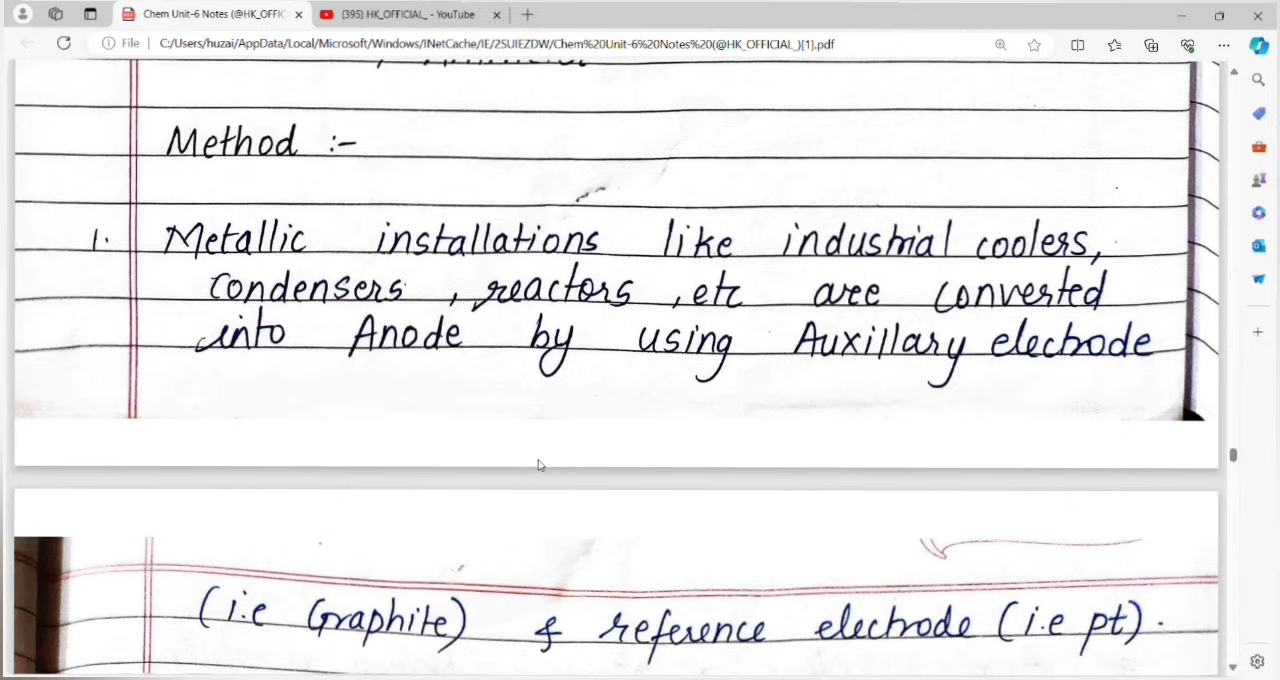 Chem Unit-6 Notes (@HK_OFFIC
(395) HK_OFFICIAL_ - YouTube
File | C:/Users/huzai/AppData/Local/Microsoft/Windows/INetCache/IE/2SUIEZDW/Chem%20Unit-6%20Notes%20(@HK_OFFICIAL_)[1].pdf
Method :-
1. Metallic installations like industrial coolers,
condensers, reactors, etc are converted
into Anode by using Auxillary electrode
(i.e Graphite) & reference electrode (i.e pt).